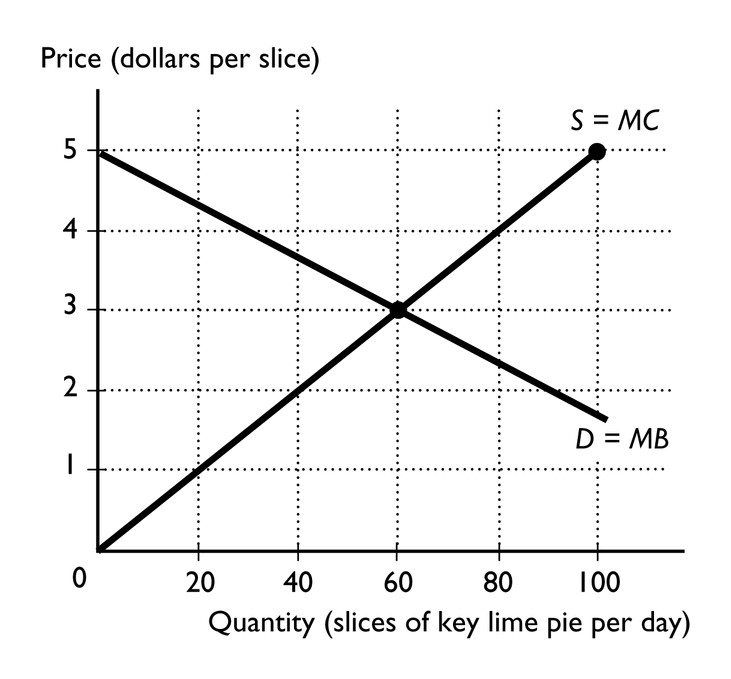 Price (dollars per slice)
S = MC
5
4
3
2
D = MB
1
0
20
40
60
80
100
Quantity (slices of key lime pie per day)